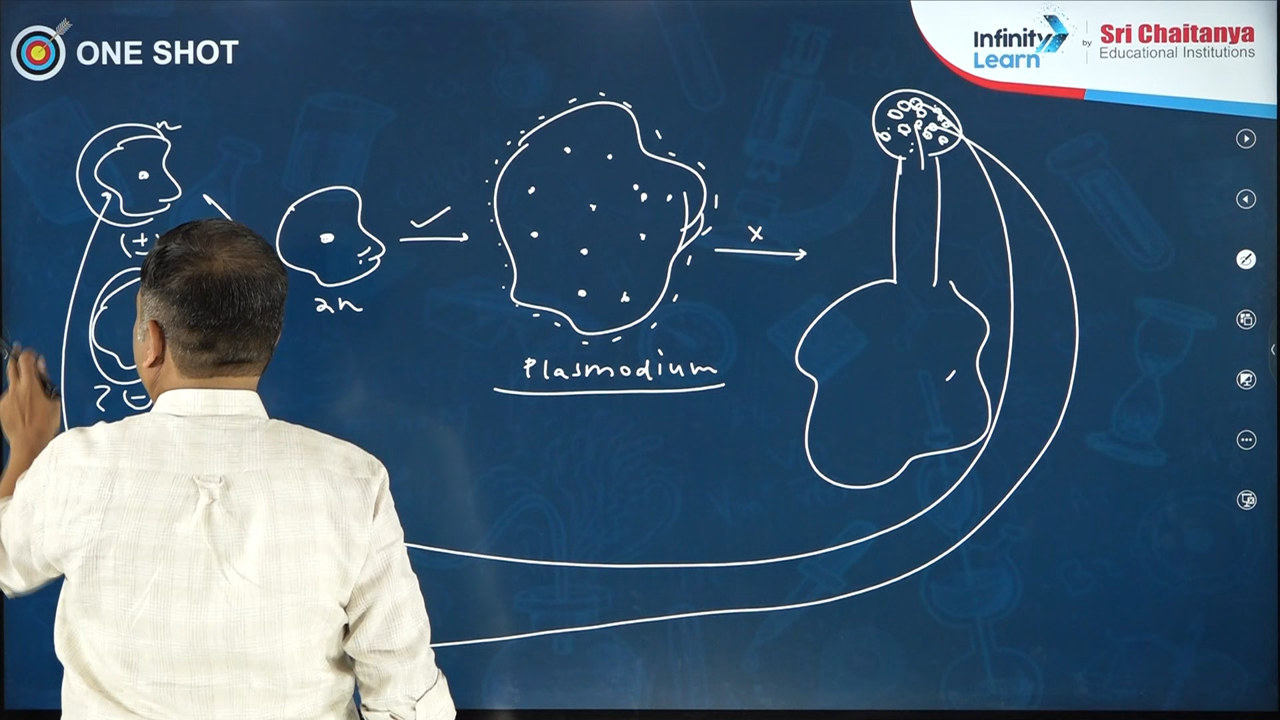 ONE SHOT
Infinity Learn by Sri Chaitanya
Educational Institutions
n
(±
2n
✓
x
Plasmodium